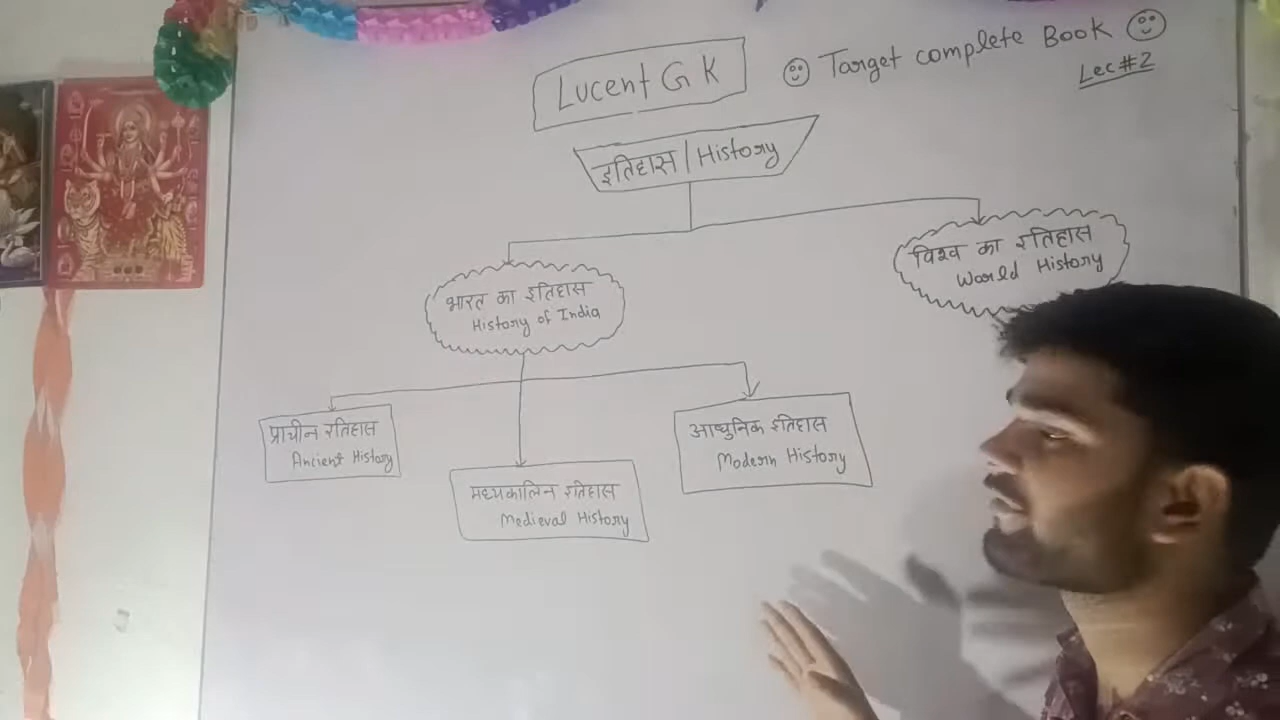 Lucent GK
Target complete Book
Lec#2
इतिहास | History
विश्व का इतिहास
World History
भारत का इतिहास
History of India
प्राचीन इतिहास
Ancient History
आधुनिक इतिहास
Modern History
मध्यकालिन इतिहास
Medieval History